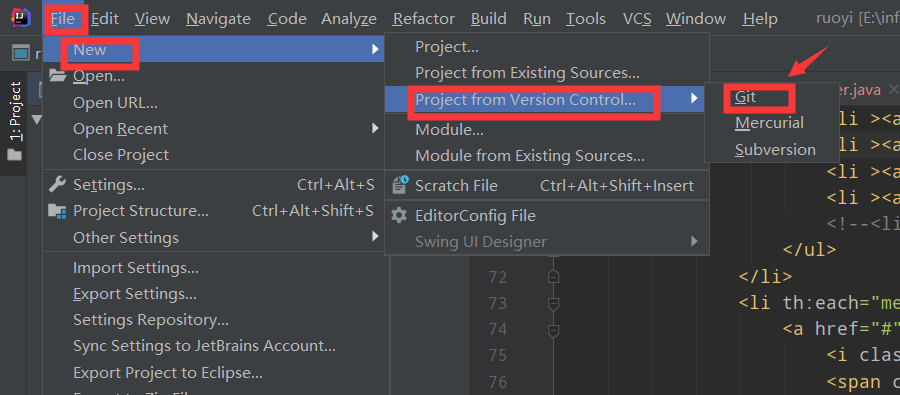 File Edit View Navigate Code Analyze Refactor Build Run Tools VCS Window Help ruoyi [E:\inf
New
Open...
Open URL...
Open Recent
Close Project
Settings... Ctrl+Alt+S
Project Structure... Ctrl+Alt+Shift+S
Other Settings
Import Settings...
Export Settings...
Settings Repository...
Sync Settings to JetBrains Account...
Export Project to Eclipse...
Project...
Project from Existing Sources...
Project from Version Control...
Module...
Module from Existing Sources...
Scratch File Ctrl+Alt+Shift+Insert
EditorConfig File
Swing UI Designer
Git
Mercurial
Subversion
1: Project
er.java
<li ><a
<li ><a
<li ><a
<li ><a
<!--<li
</ul>
72 </li>
73 <li th:each="me
74 <a href="#"
75 <i clas
76 <span c